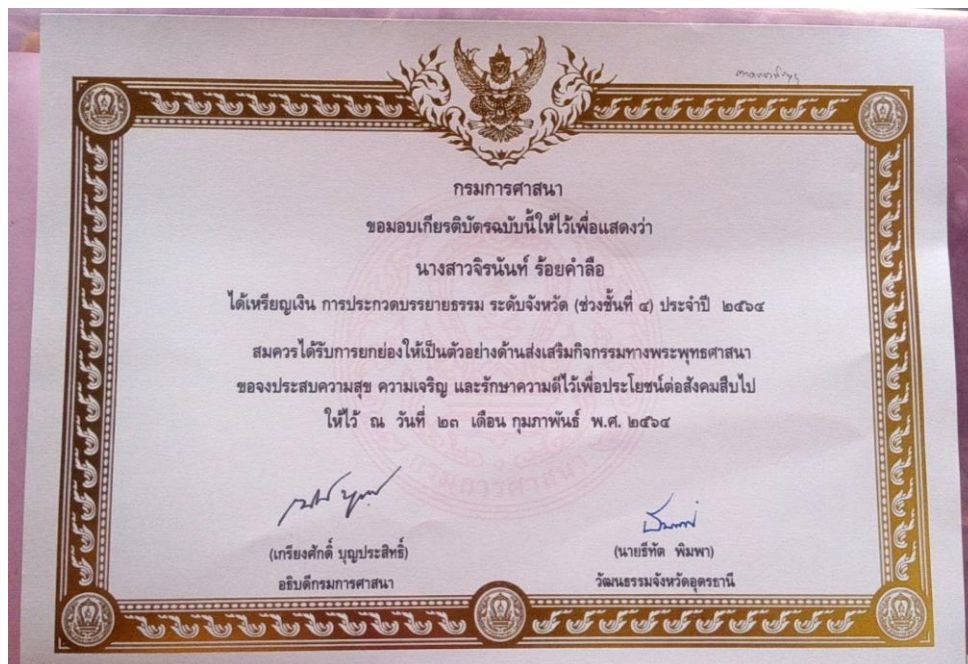 กรมการศาสนา
ขอมอบเกียรติบัตรฉบับนี้ให้ไว้เพื่อแสดงว่า
นางสาวจิรนันท์ ร้อยคำลือ
ได้เหรียญเงิน การประกวดบรรยายธรรม ระดับจังหวัด (ช่วงชั้นที่ ๔) ประจำปี ๒๕๖๔
สมควรได้รับการยกย่องให้เป็นตัวอย่างด้านส่งเสริมกิจกรรมทางพระพุทธศาสนา
ขอจงประสบความสุข ความเจริญ และรักษาความดีไว้เพื่อประโยชน์ต่อสังคมสืบไป
ให้ไว้ ณ วันที่ ๒๓ เดือน กุมภาพันธ์ พ.ศ. ๒๕๖๔
กรมการศาสนา
(เกรียงศักดิ์ บุญประสิทธิ์)
อธิบดีกรมการศาสนา
(นายธีทัต พิมพา)
วัฒนธรรมจังหวัดอุดรธานี